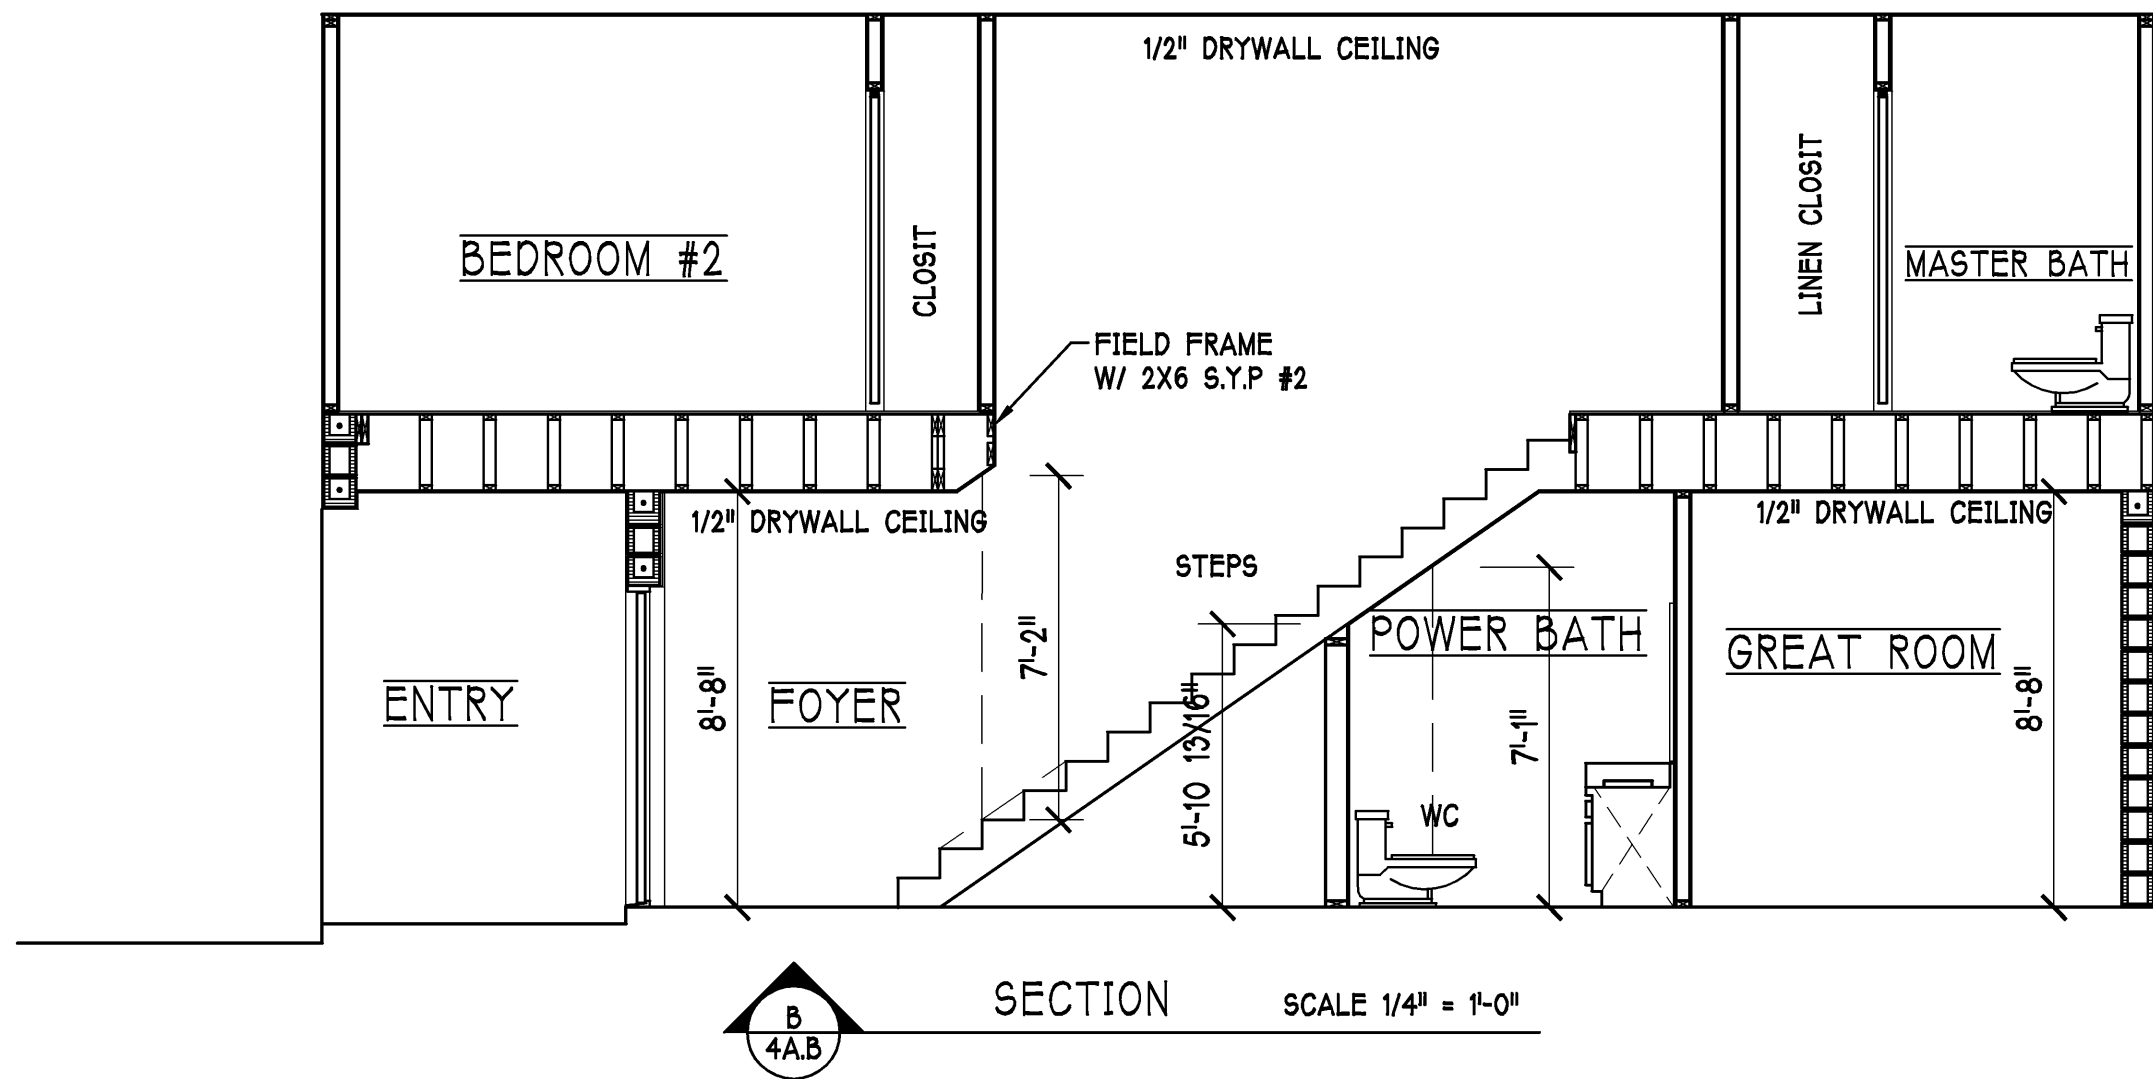 1/2" DRYWALL CEILING
BEDROOM #2
CLOSIT
LINEN CLOSIT
MASTER BATH
FIELD FRAME
W/ 2X6 S.Y.P #2
1/2" DRYWALL CEILING
1/2" DRYWALL CEILING
STEPS
ENTRY
8'-8"
FOYER
7'-2"
5'-10 13/16"
POWER BATH
7'-1"
WC
GREAT ROOM
8'-8"
B
4A.B
SECTION
SCALE 1/4" = 1'-0"